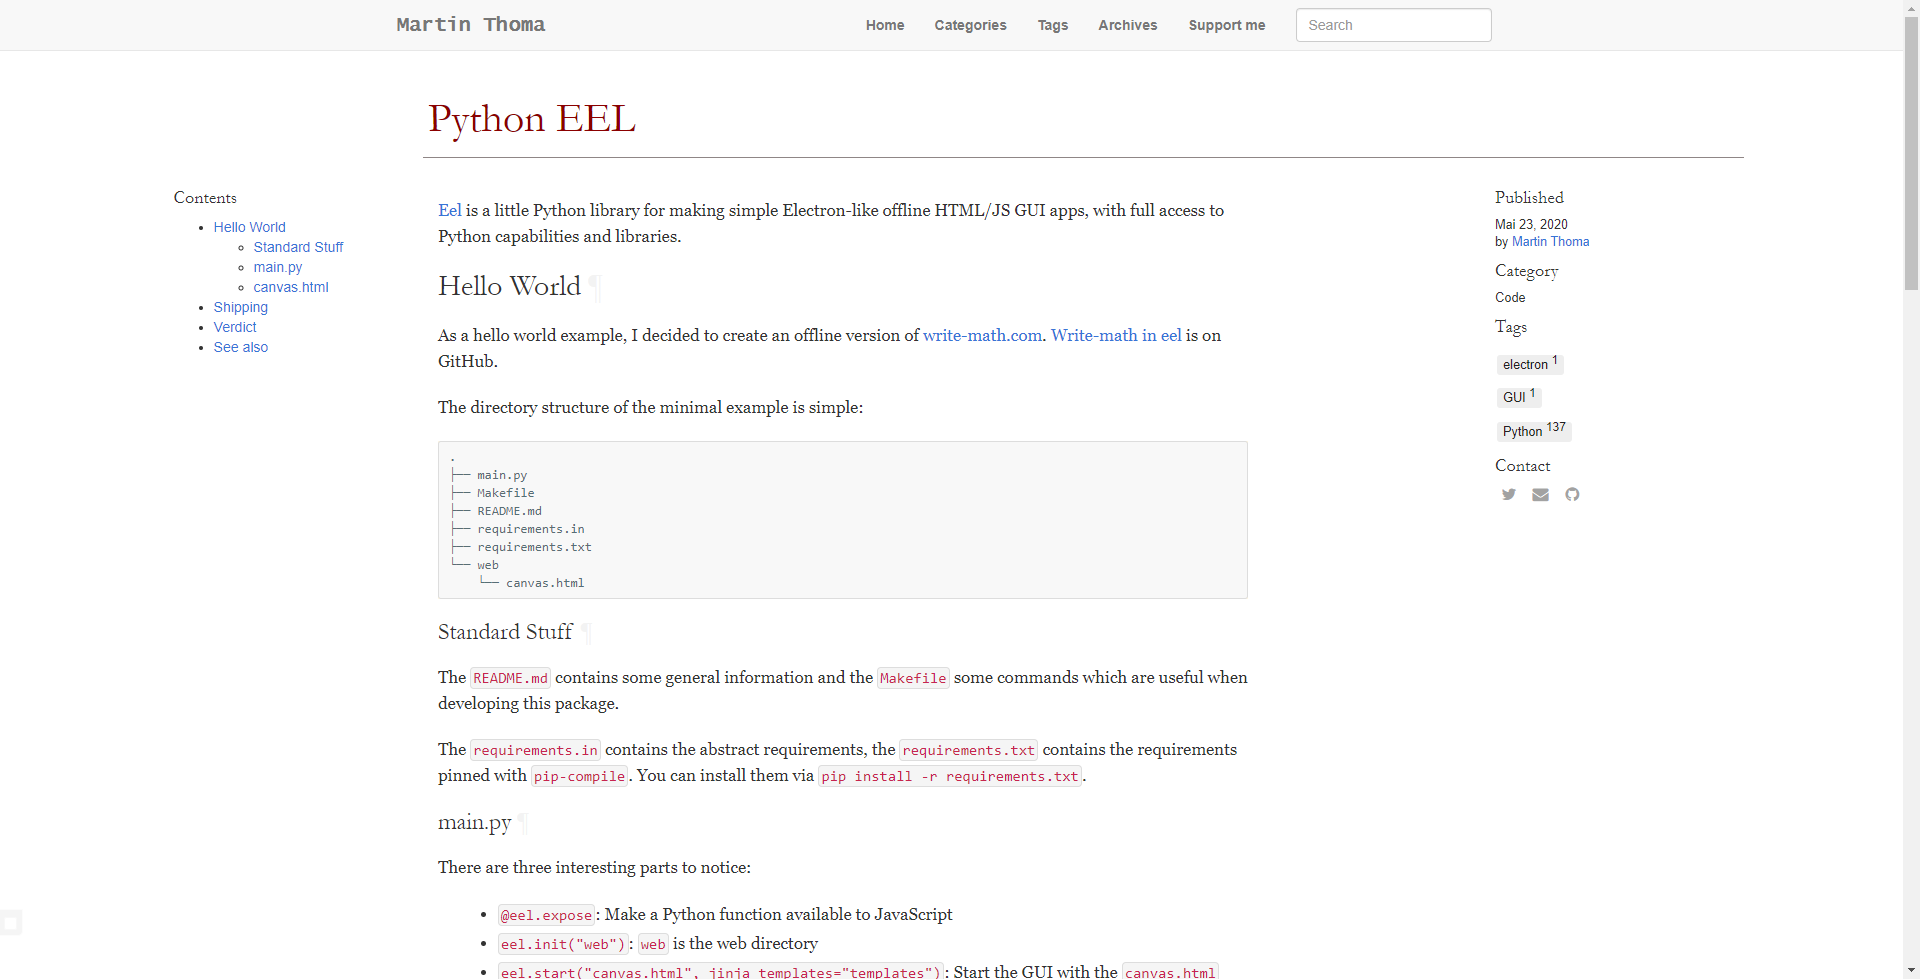 Martin Thoma
Home Categories Tags Archives Support me Search
Python EEL
Contents
Hello World
Standard Stuff
main.py
canvas.html
Shipping
Verdict
See also
Eel is a little Python library for making simple Electron-like offline HTML/JS GUI apps, with full access to
Python capabilities and libraries.
Hello World ¶
As a hello world example, I decided to create an offline version of write-math.com. Write-math in eel is on
GitHub.
The directory structure of the minimal example is simple:
.
├── main.py
├── Makefile
├── README.md
├── requirements.in
├── requirements.txt
└── web
    └── canvas.html
Standard Stuff ¶
The README.md contains some general information and the Makefile some commands which are useful when
developing this package.
The requirements.in contains the abstract requirements, the requirements.txt contains the requirements
pinned with pip-compile. You can install them via pip install -r requirements.txt.
main.py ¶
There are three interesting parts to notice:
• @eel.expose: Make a Python function available to JavaScript
• eel.init("web"): web is the web directory
• eel.start("canvas.html", jinja_templates="templates"): Start the GUI with the canvas.html
Published
Mai 23, 2020
by Martin Thoma
Category
Code
Tags
electron 1
GUI 1
Python 137
Contact